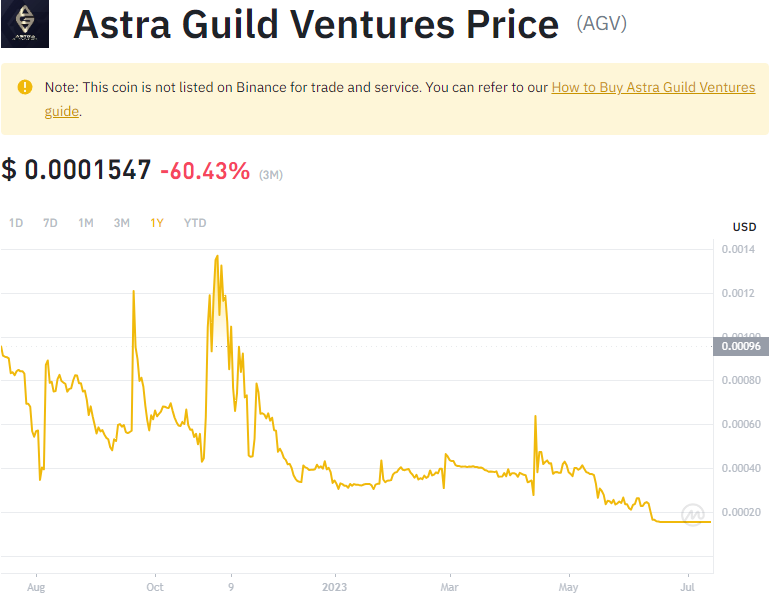 ASTRA
Astra Guild Ventures Price (AGV)
Note: This coin is not listed on Binance for trade and service. You can refer to our How to Buy Astra Guild Ventures
guide.
$ 0.0001547 -60.43% (3M)
1D 7D 1M 3M 1Y YTD
USD
0.0014
0.0012
0.00096
0.00080
0.00060
0.00040
0.00020
Aug Oct 9 2023 Mar May Jul